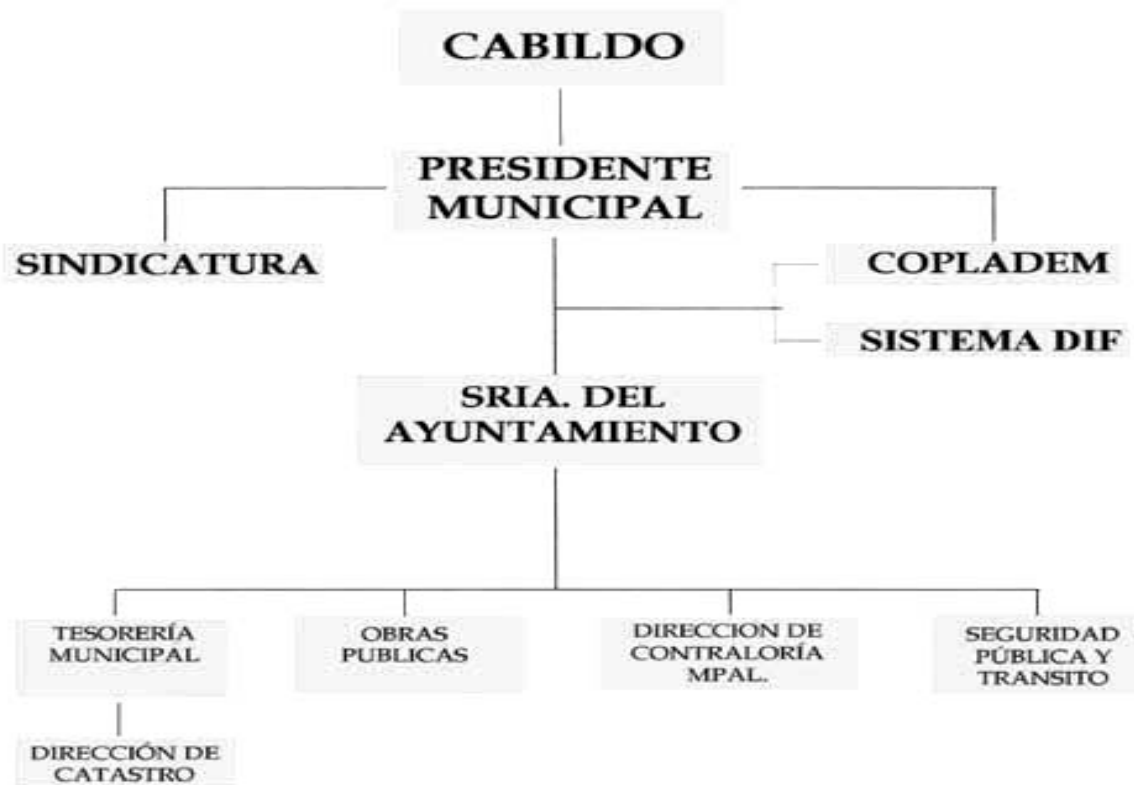 CABILDO
PRESIDENTE
MUNICIPAL
SINDICATURA
COPLADEM
SISTEMA DIF
SRIA. DEL
AYUNTAMIENTO
TESORERÍA
MUNICIPAL
OBRAS
PUBLICAS
DIRECCION DE
CONTRALORÍA
MPAL.
SEGURIDAD
PÚBLICA Y
TRANSITO
DIRECCIÓN DE
CATASTRO